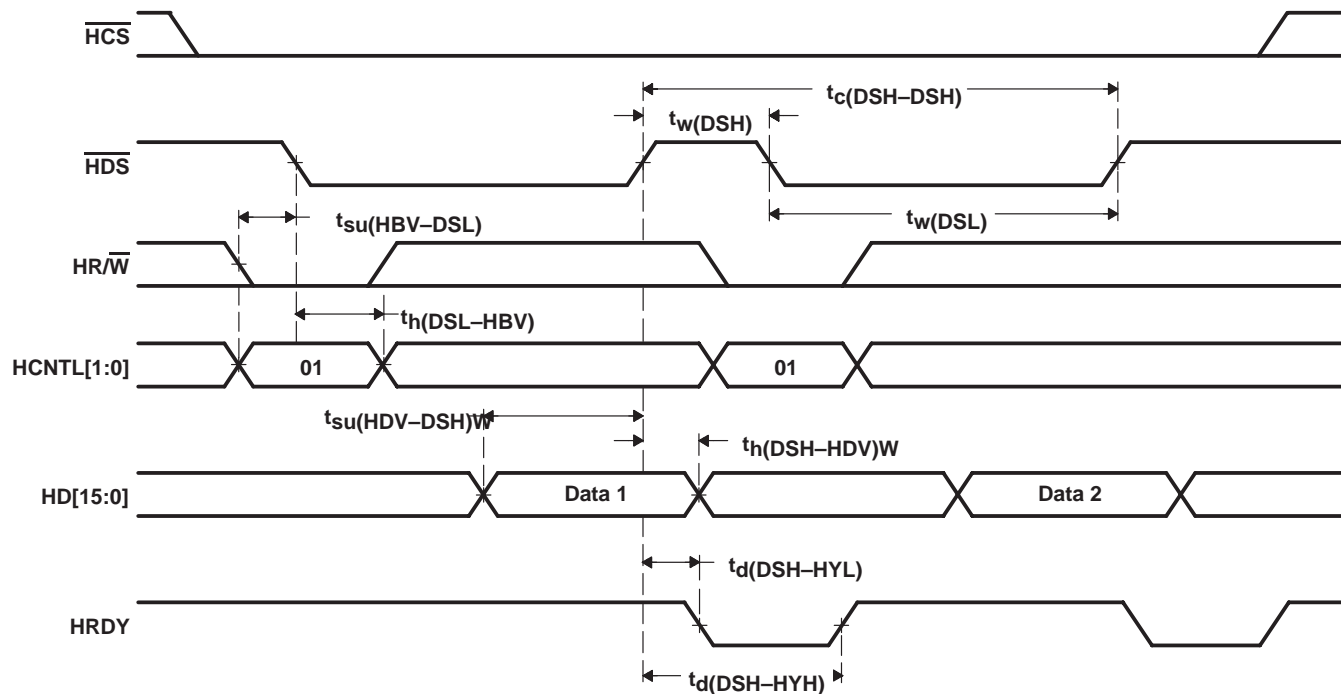 HCS
tc(DSH–DSH)
tw(DSH)
HDS
tsu(HBV–DSL)
tw(DSL)
HR/W
th(DSL–HBV)
HCNTL[1:0]
01
01
tsu(HDV–DSH)W
th(DSH–HDV)W
HD[15:0]
Data 1
Data 2
td(DSH–HYL)
HRDY
td(DSH–HYH)